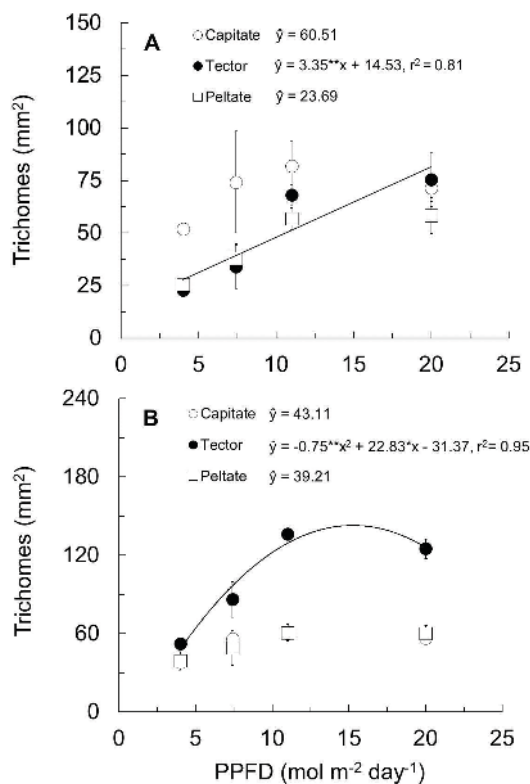 150
125
100
75
50
25
0
Trichomes (mm²)
A
Capitate ŷ = 60.51
Tector ŷ = 3.35**x + 14.53, r² = 0.81
Peltate ŷ = 23.69
0 5 10 15 20 25
240
180
120
60
0
Trichomes (mm²)
B
Capitate ŷ = 43.11
Tector ŷ = -0.75**x² + 22.83*x - 31.37, r² = 0.95
Peltate ŷ = 39.21
0 5 10 15 20 25
PPFD (mol m⁻² day⁻¹)